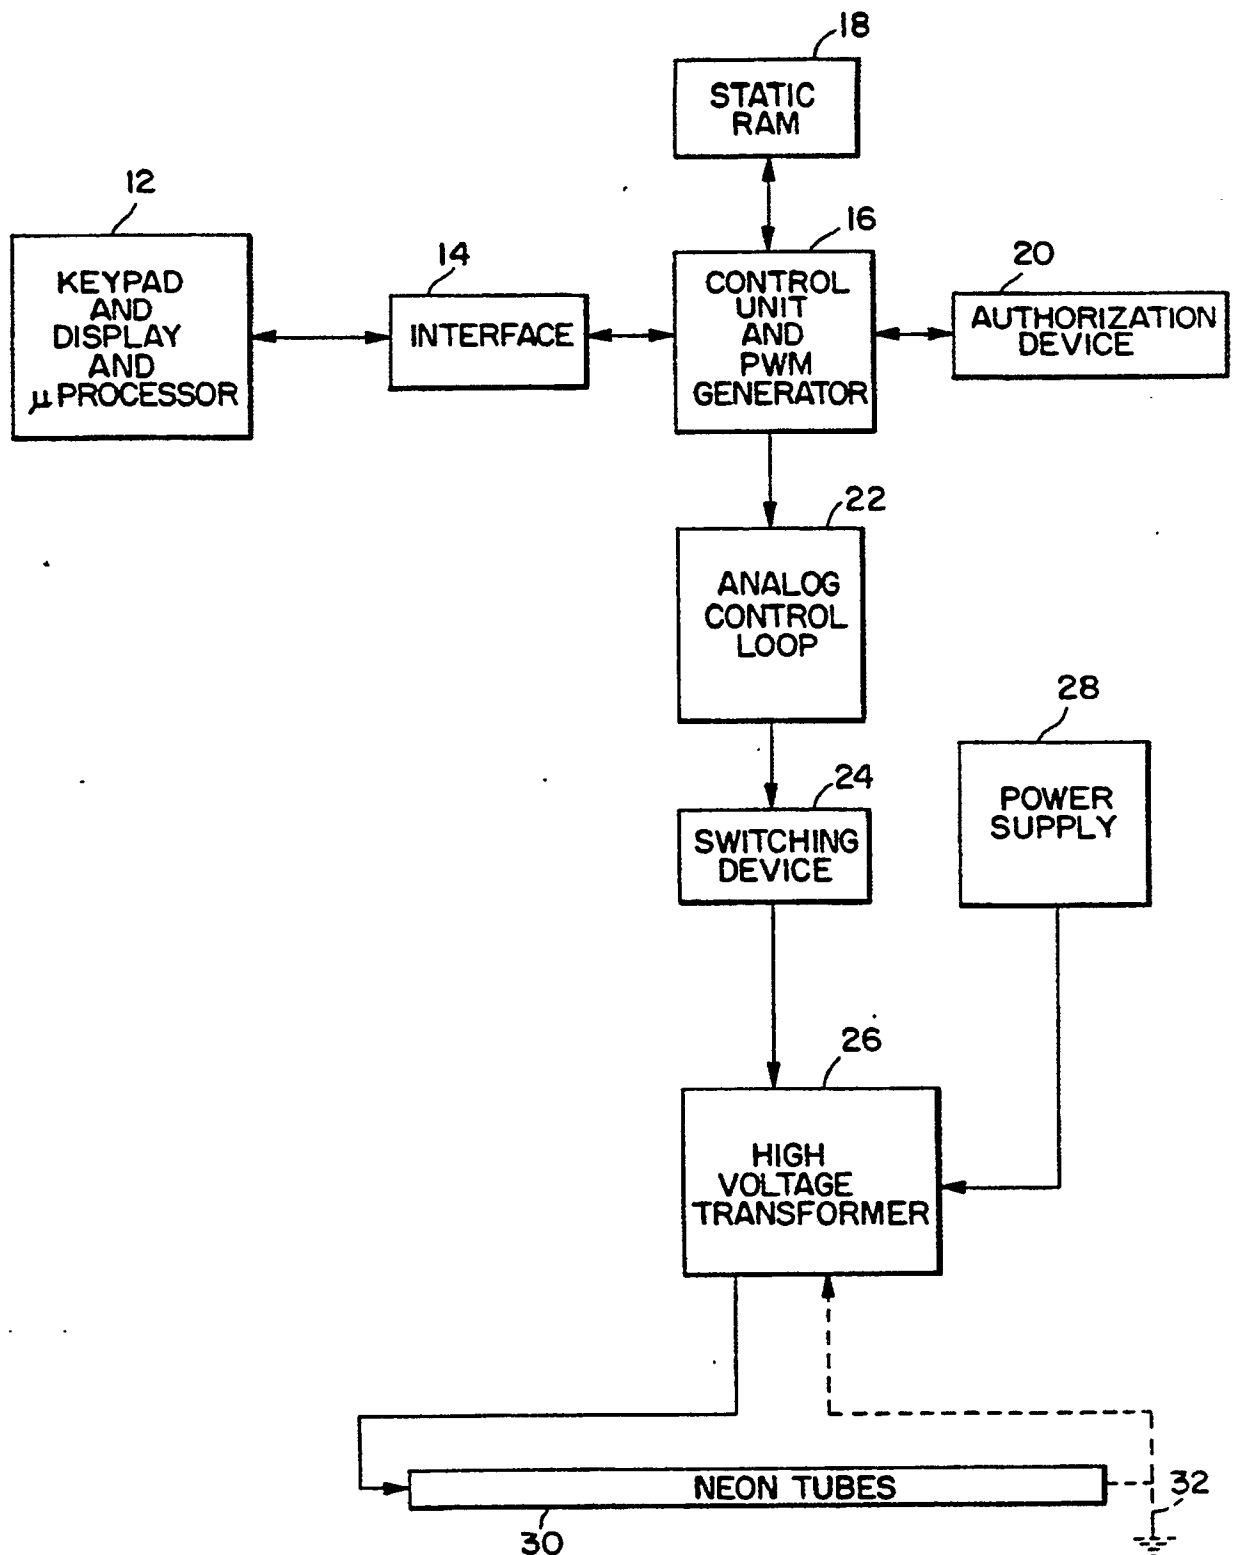 18
STATIC
RAM
12
KEYPAD
AND
DISPLAY
AND
μPROCESSOR
14
INTERFACE
16
CONTROL
UNIT
AND
PWM
GENERATOR
20
AUTHORIZATION
DEVICE
22
ANALOG
CONTROL
LOOP
28
POWER
SUPPLY
24
SWITCHING
DEVICE
26
HIGH
VOLTAGE
TRANSFORMER
NEON TUBES
30
32